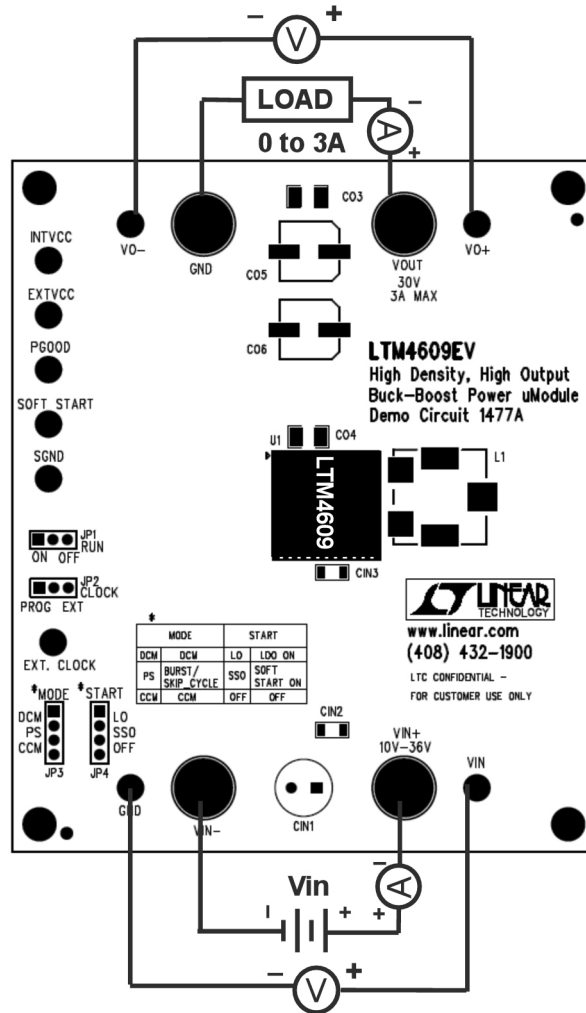 − V +
LOAD
0 to 3A
−
A
+
CO3
VO-
GND
VOUT
30V
3A MAX
VO+
INTVCC
CO5
EXTVCC
CO6
PGOOD
LTM4609EV
High Density, High Output
Buck-Boost Power uModule
Demo Circuit 1477A
SOFT START
U1
CO4
L1
SGND
LTM4609
JP1
RUN
ON OFF
CIN3
JP2
CLOCK
PROG EXT
LINEAR
TECHNOLOGY
www.linear.com
(408) 432-1900
LTC CONFIDENTIAL -
FOR CUSTOMER USE ONLY
EXT. CLOCK
*
MODE START
DCM DCM LO LDO ON
PS BURST/SKIP_CYCLE SSO SOFT START ON
CCM CCM OFF OFF
*MODE *START
DCM LO
PS SSO
CCM OFF
JP3 JP4
CIN2
VIN+
10V-36V
VIN
GND
VIN-
CIN1
−
A
+
Vin
− +
− V +